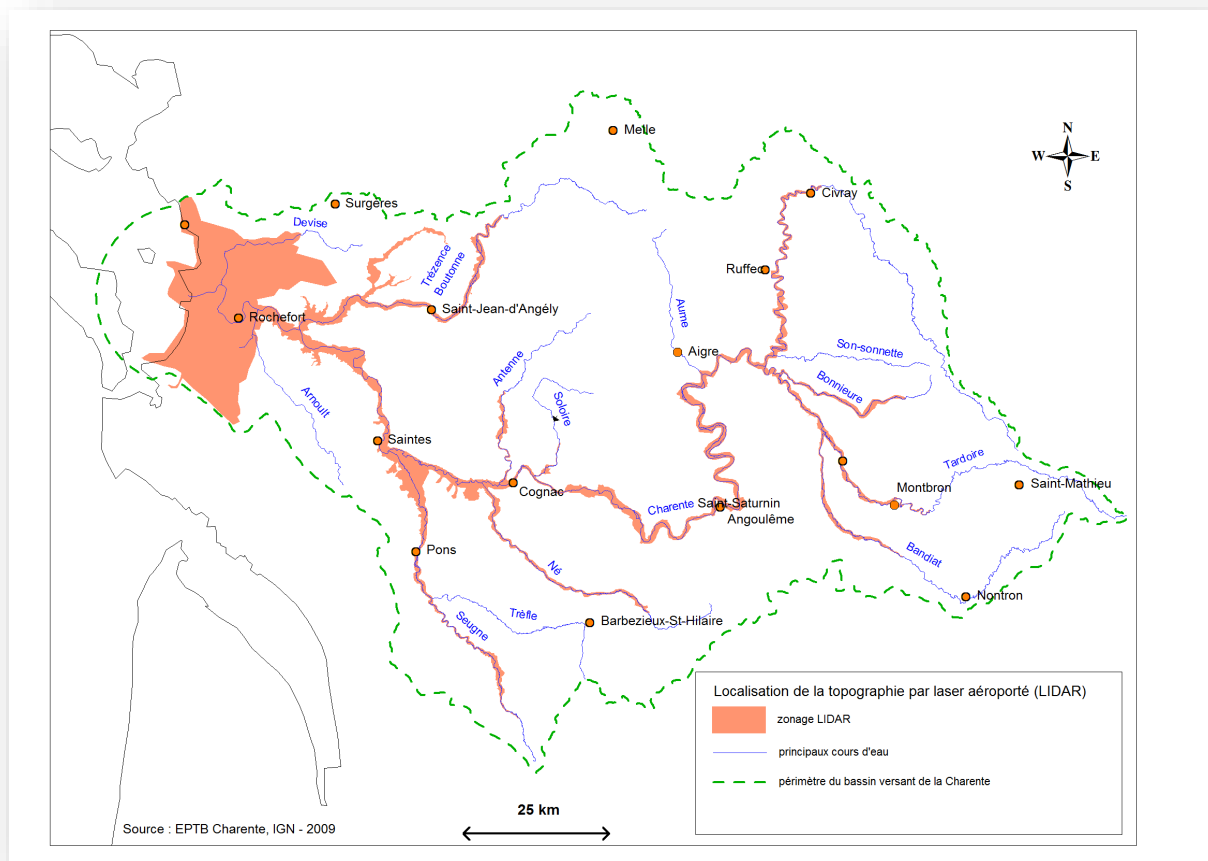 Melle
N
W
E
S
Civray
Surgères
Devise
Trézence
Boutonne
Ruffec
Saint-Jean-d'Angély
Rochefort
Aume
Aigre
Son-sonnette
Bonnieure
Antenne
Soloire
Arnoult
Saintes
Tardoire
Saint-Mathieu
Montbron
Cognac
Charente
Saint-Saturnin
Angoulême
Pons
Né
Bandiat
Nontron
Trèfle
Seugne
Barbezieux-St-Hilaire
Localisation de la topographie par laser aéroporté (LIDAR)
zonage LIDAR
principaux cours d'eau
périmètre du bassin versant de la Charente
25 km
Source : EPTB Charente, IGN - 2009